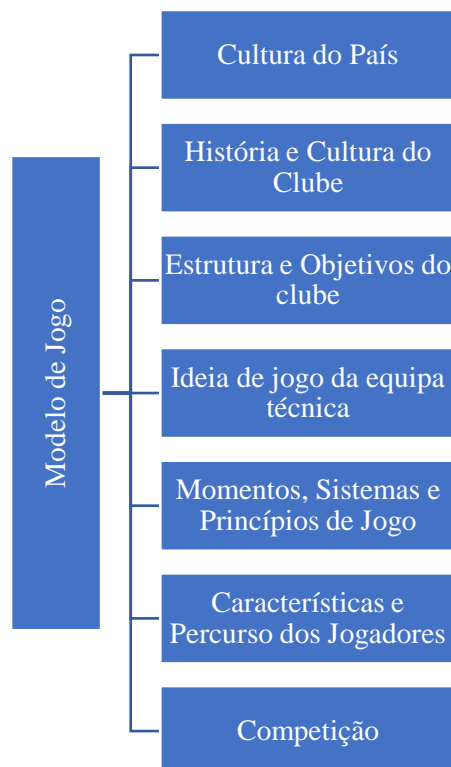 Modelo de Jogo
Cultura do País
História e Cultura do
Clube
Estrutura e Objetivos do
clube
Ideia de jogo da equipa
técnica
Momentos, Sistemas e
Princípios de Jogo
Características e
Percurso dos Jogadores
Competição